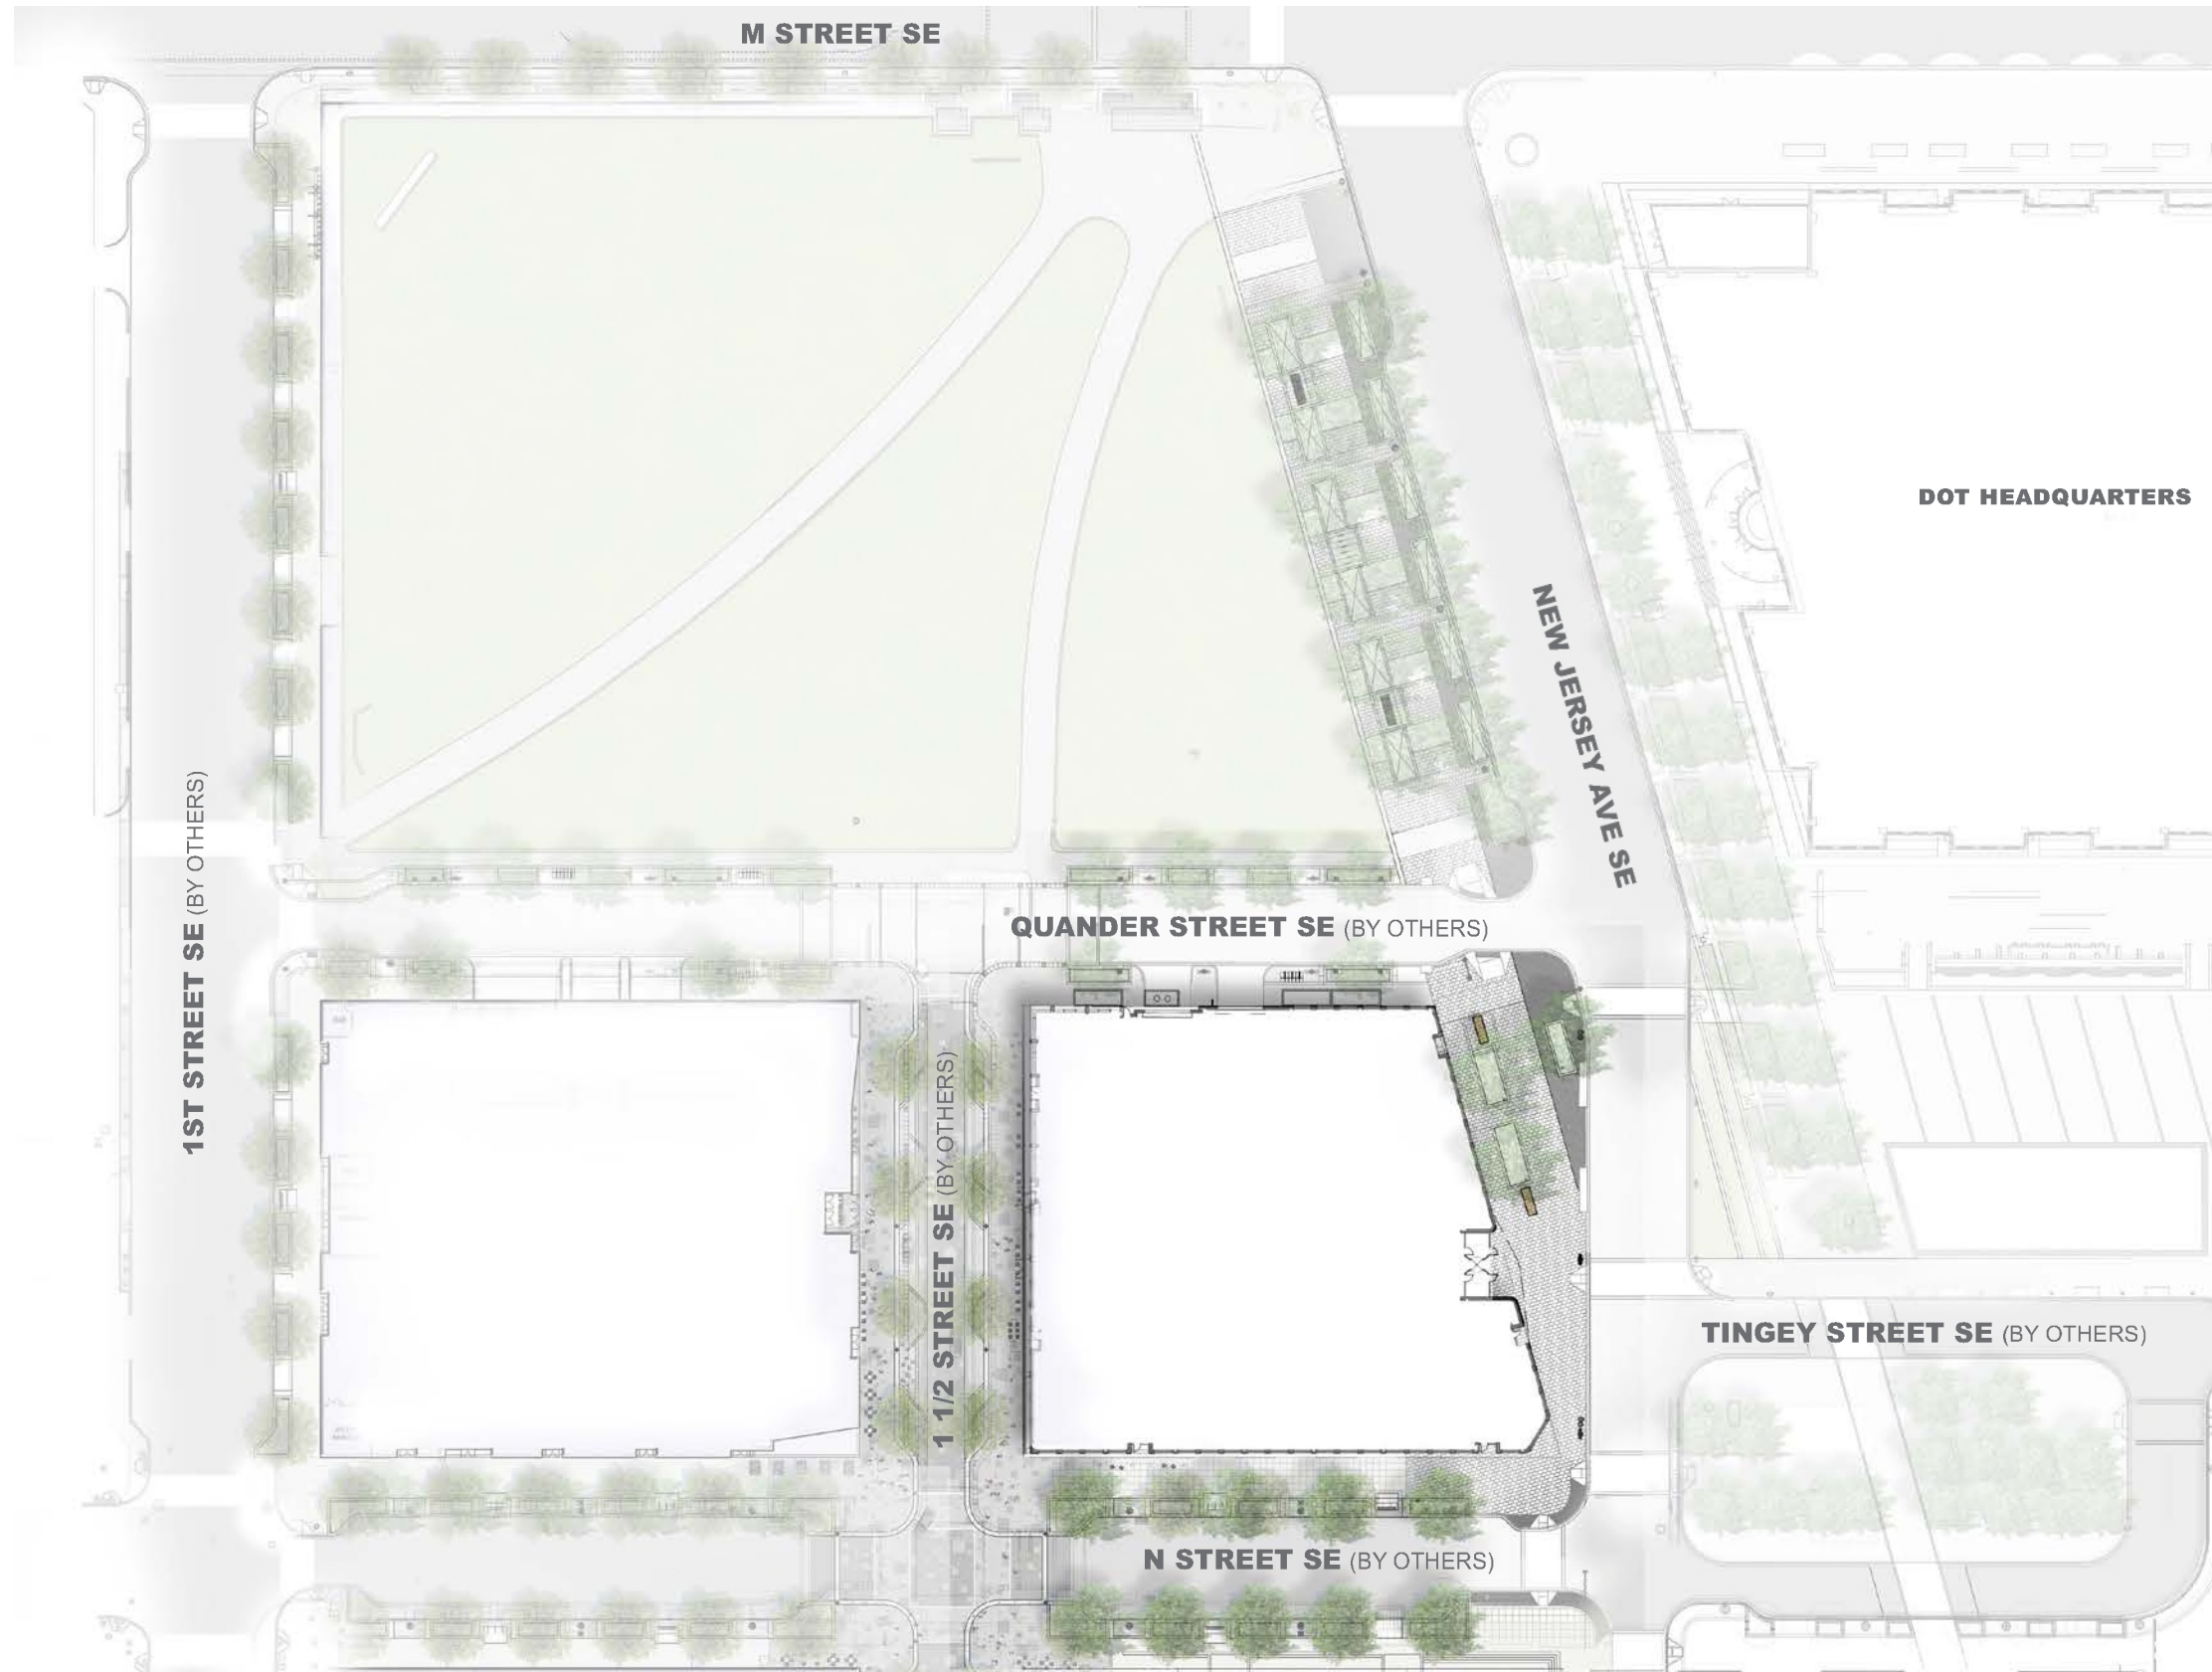 M STREET SE
DOT HEADQUARTERS
NEW JERSEY AVE SE
1ST STREET SE (BY OTHERS)
QUANDER STREET SE (BY OTHERS)
1 1/2 STREET SE (BY OTHERS)
TINGEY STREET SE (BY OTHERS)
N STREET SE (BY OTHERS)